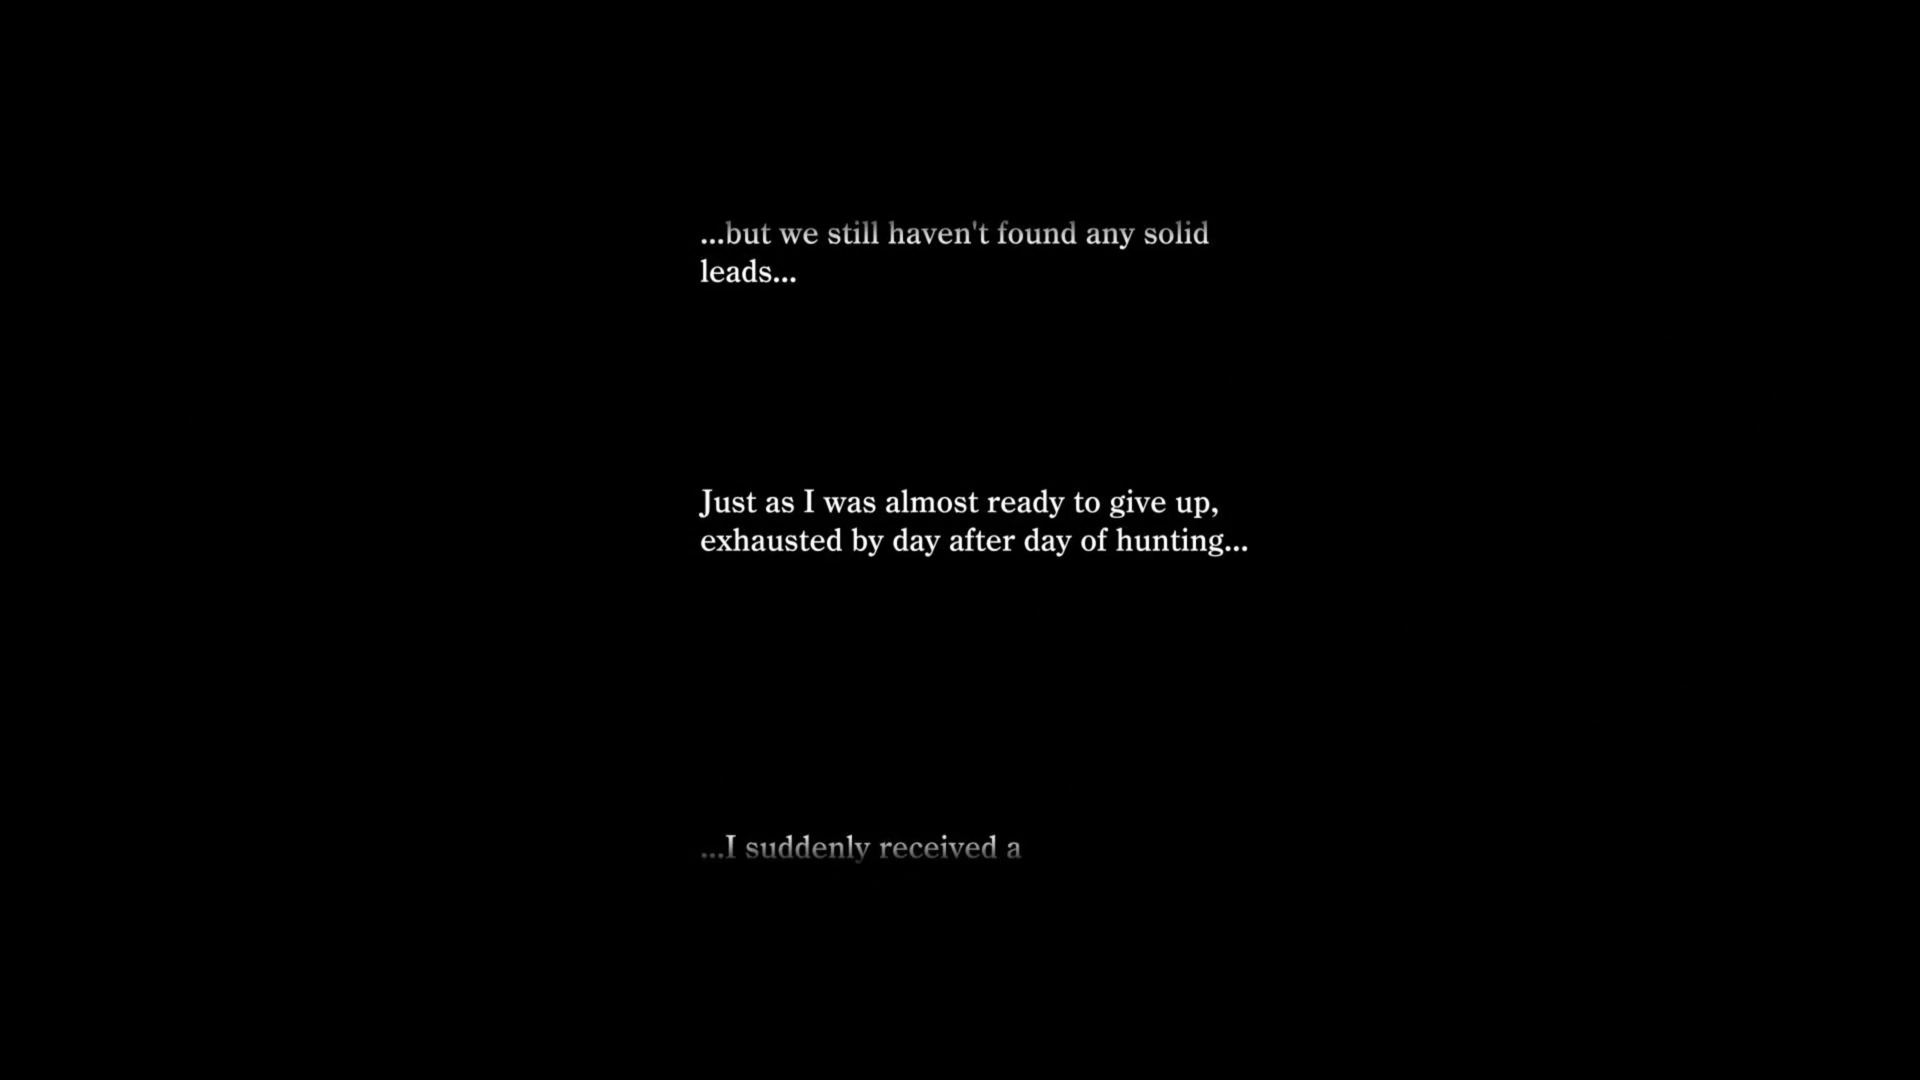 ...but we still haven't found any solid
leads...
Just as I was almost ready to give up,
exhausted by day after day of hunting...
...I suddenly received a